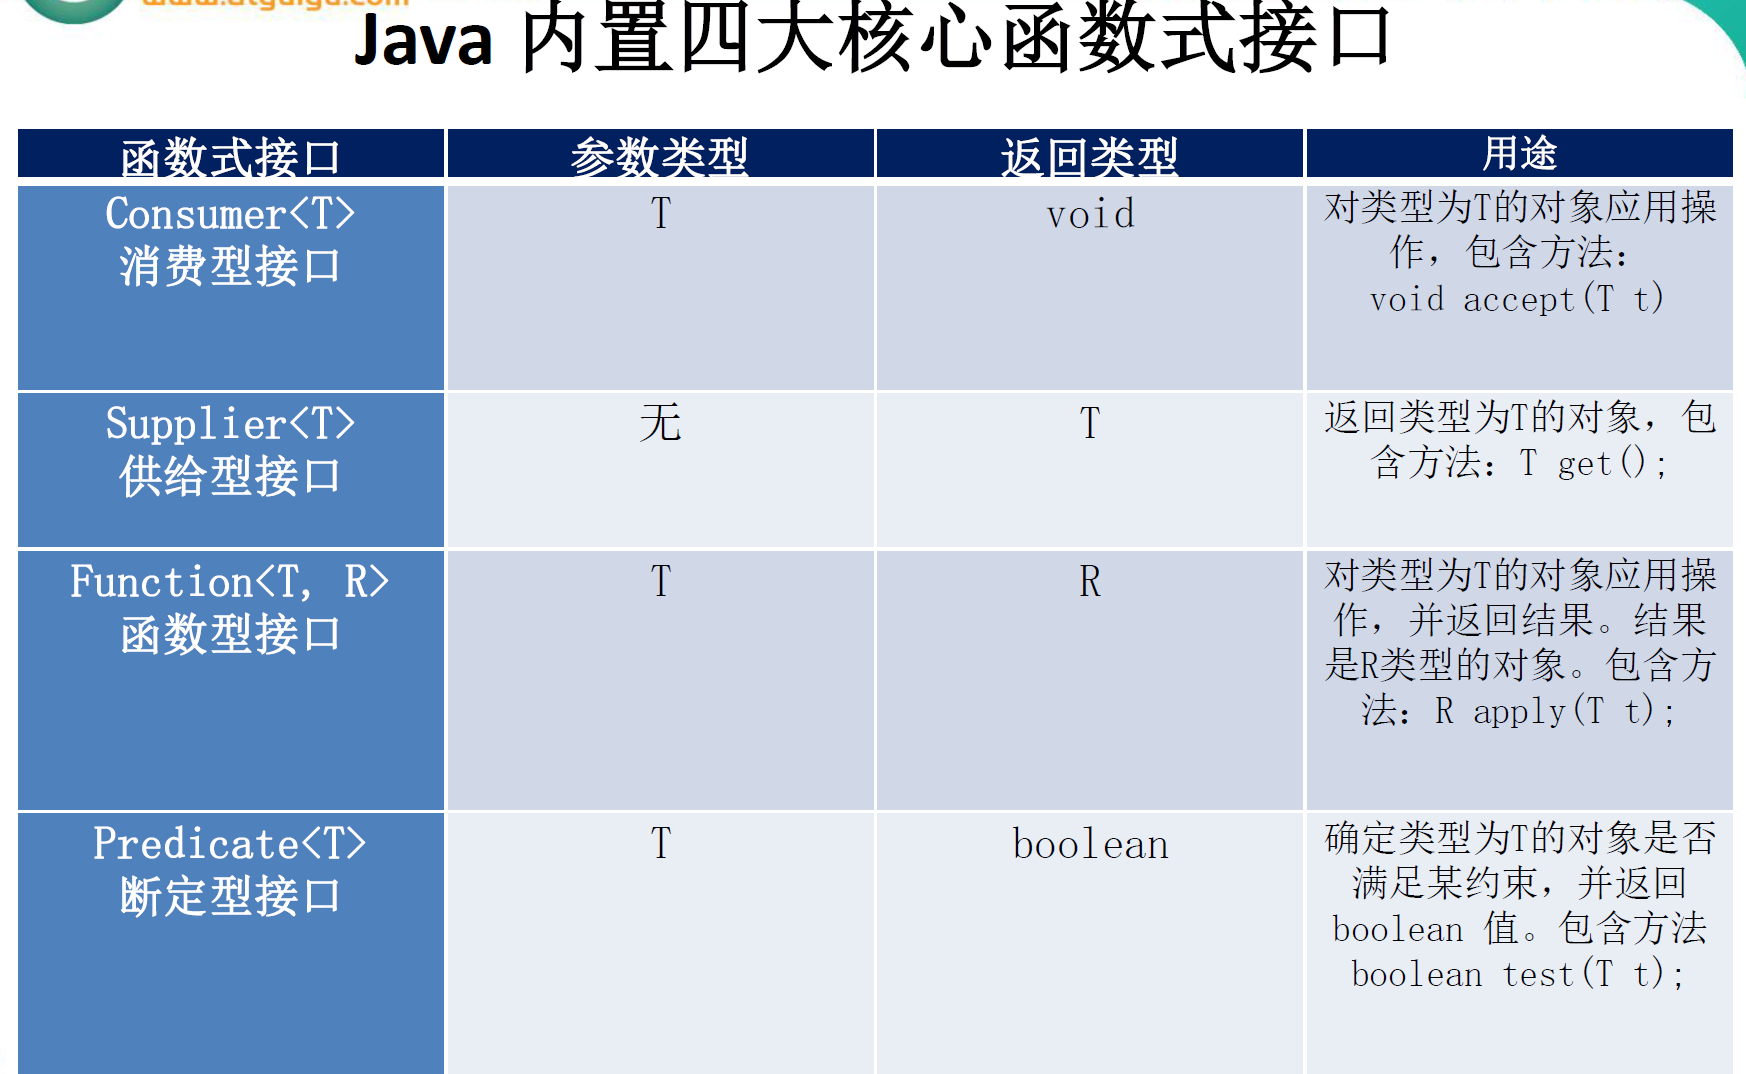 www.atguigu.com
Java 内置四大核心函数式接口
函数式接口
参数类型
返回类型
用途
Consumer<T>
消费型接口
T
void
对类型为T的对象应用操
作，包含方法：
void accept(T t)
Supplier<T>
供给型接口
无
T
返回类型为T的对象，包
含方法：T get();
Function<T, R>
函数型接口
T
R
对类型为T的对象应用操
作，并返回结果。结果
是R类型的对象。包含方
法：R apply(T t);
Predicate<T>
断定型接口
T
boolean
确定类型为T的对象是否
满足某约束，并返回
boolean 值。包含方法
boolean test(T t);